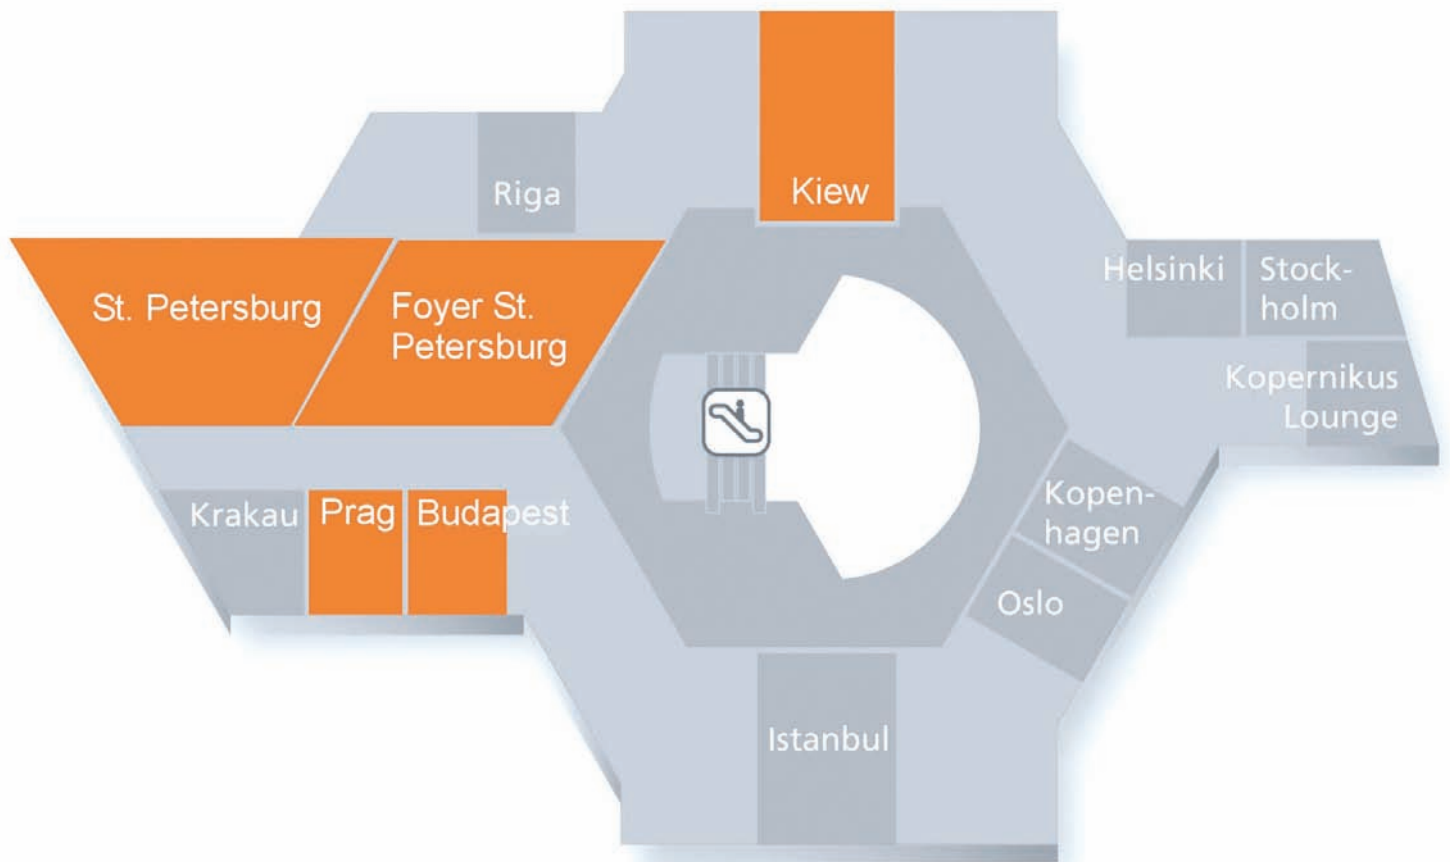 Riga
Kiew
St. Petersburg
Foyer St.
Petersburg
Helsinki
Stock-
holm
Kopernikus
Lounge
Krakau
Prag
Budapest
Kopen-
hagen
Oslo
Istanbul